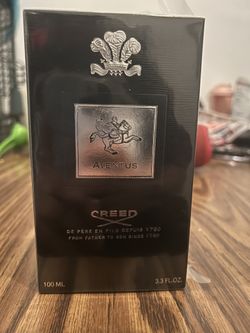 AVENTUS
CREED
DE PERE EN FILS DEPUIS 1760
FROM FATHER TO SON SINCE 1760
100 ML
3.3 FL.OZ.